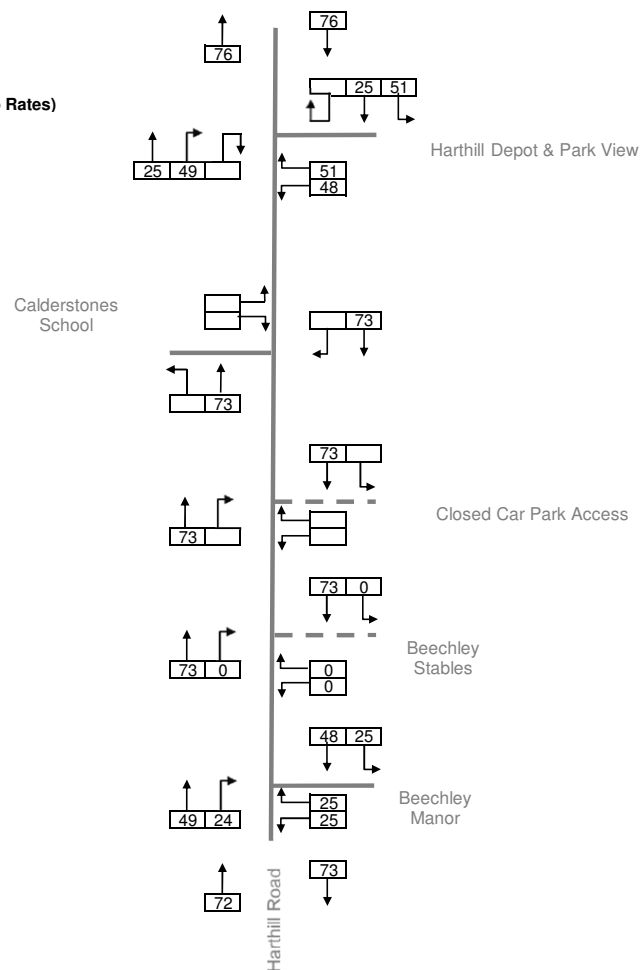 76
76
Rates)
25 51
25 49
Harthill Depot & Park View
51
48
Calderstones
School
73
73
73
Closed Car Park Access
73
73 0
Beechley
Stables
73 0
0
0
48 25
Beechley
Manor
49 24
25
25
73
72
Harthill Road